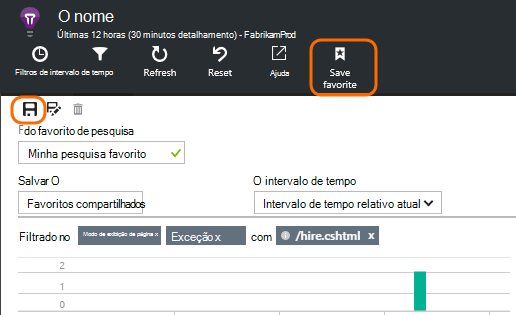 O nome
Últimas 12 horas (30 minutos detalhamento) - FabrikamProd
Filtros de intervalo de tempo Refresh Reset Ajuda Save favorite
Fdo favorito de pesquisa
Minha pesquisa favorito
Salvar O O intervalo de tempo
Favoritos compartilhados Intervalo de tempo relativo atual
Filtrado no Modo de exibição de página x Exceção x com /hire.cshtml x
2
1
0